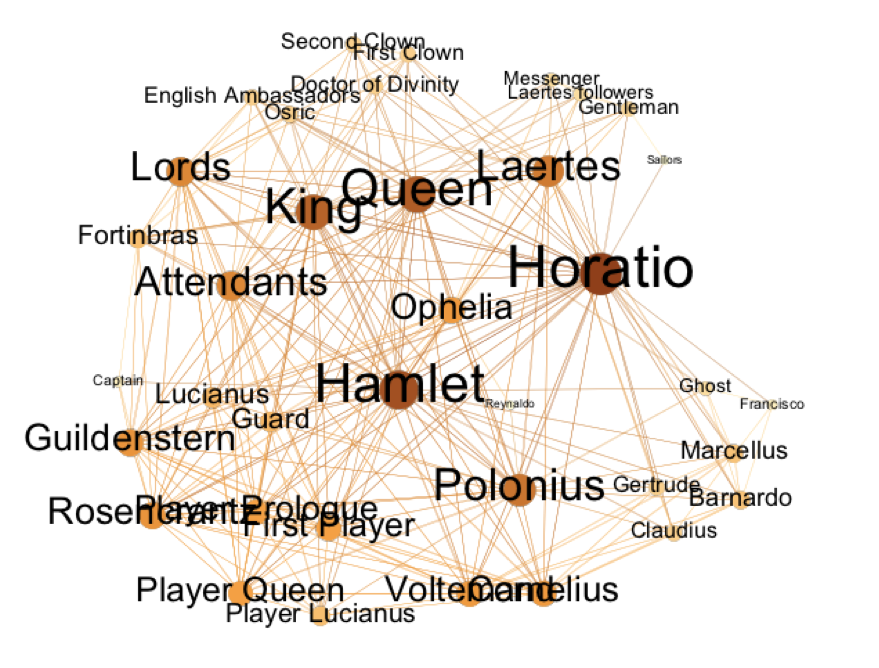 Second Clown
First Clown
Doctor of Divinity
Messenger
English Ambassadors
Laertes followers
Gentleman
Osric
Sailors
Lords
Laertes
Queen
King
Fortinbras
Horatio
Attendants
Ophelia
Captain
Hamlet
Ghost
Lucianus
Reynaldo
Francisco
Guard
Guildenstern
Marcellus
Polonius
Gertrude
Barnardo
Rosencrantz
Player Prologue
First Player
Claudius
Player Queen
Voltemand
Cornelius
Player Lucianus